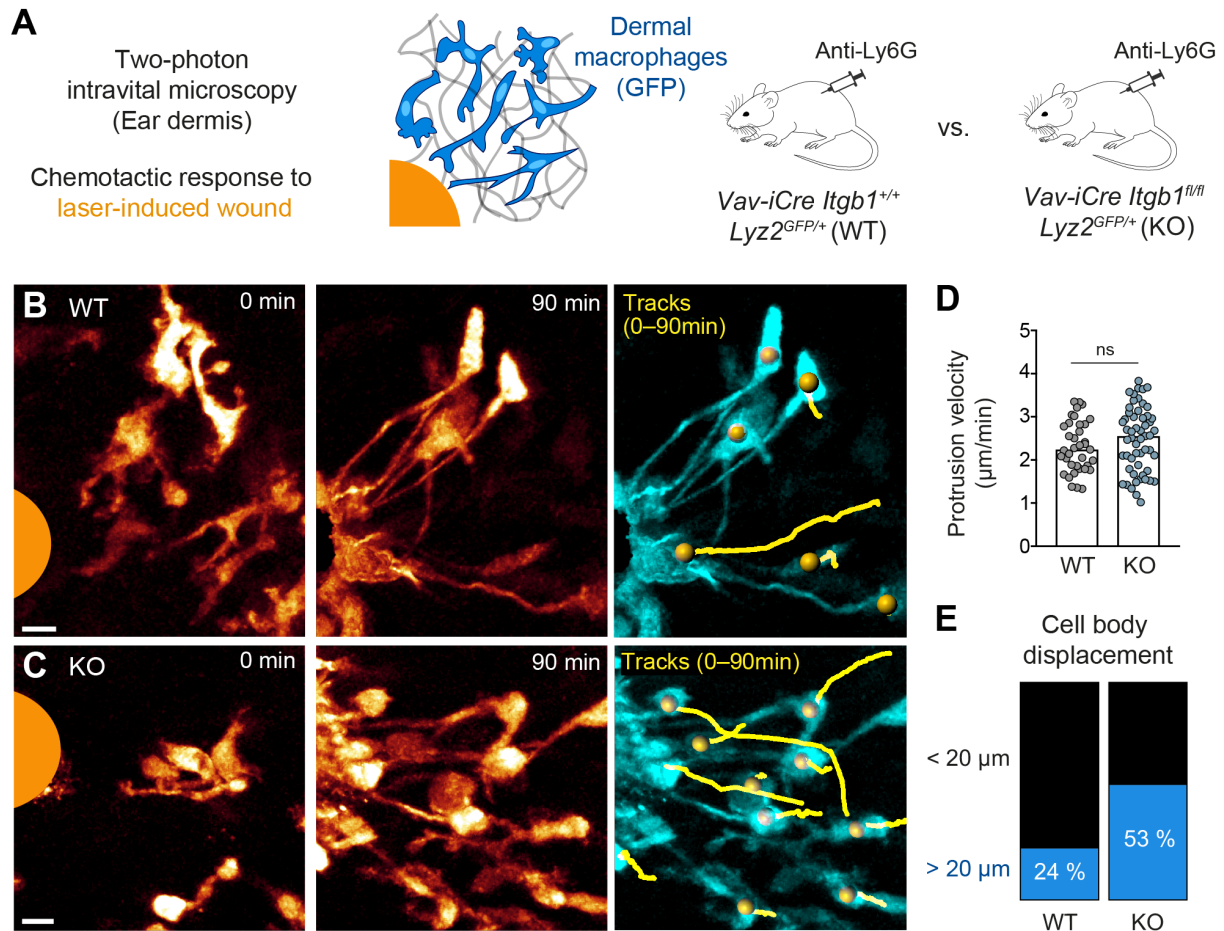 A
Two-photon
intravital microscopy
(Ear dermis)
Chemotactic response to
laser-induced wound
Dermal
macrophages
(GFP)
Anti-Ly6G
vs.
Anti-Ly6G
Vav-iCre Itgb1+/+
Lyz2GFP/+ (WT)
Vav-iCre Itgb1fl/fl
Lyz2GFP/+ (KO)
B
WT
0 min
90 min
Tracks
(0–90min)
C
KO
0 min
90 min
Tracks (0–90min)
D
Protrusion velocity
(µm/min)
5
4
3
2
1
0
ns
WT
KO
E
Cell body
displacement
< 20 µm
> 20 µm
24 %
53 %
WT
KO